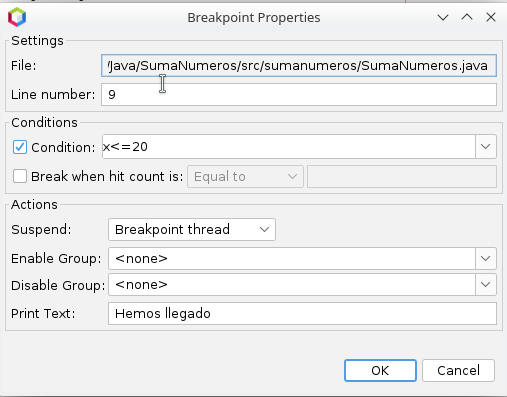 Breakpoint Properties
Settings
File: /Java/SumaNumeros/src/sumanumeros/SumaNumeros.java
Line number: 9
Conditions
Condition: x<=20
Break when hit count is: Equal to
Actions
Suspend: Breakpoint thread
Enable Group: <none>
Disable Group: <none>
Print Text: Hemos llegado
OK Cancel